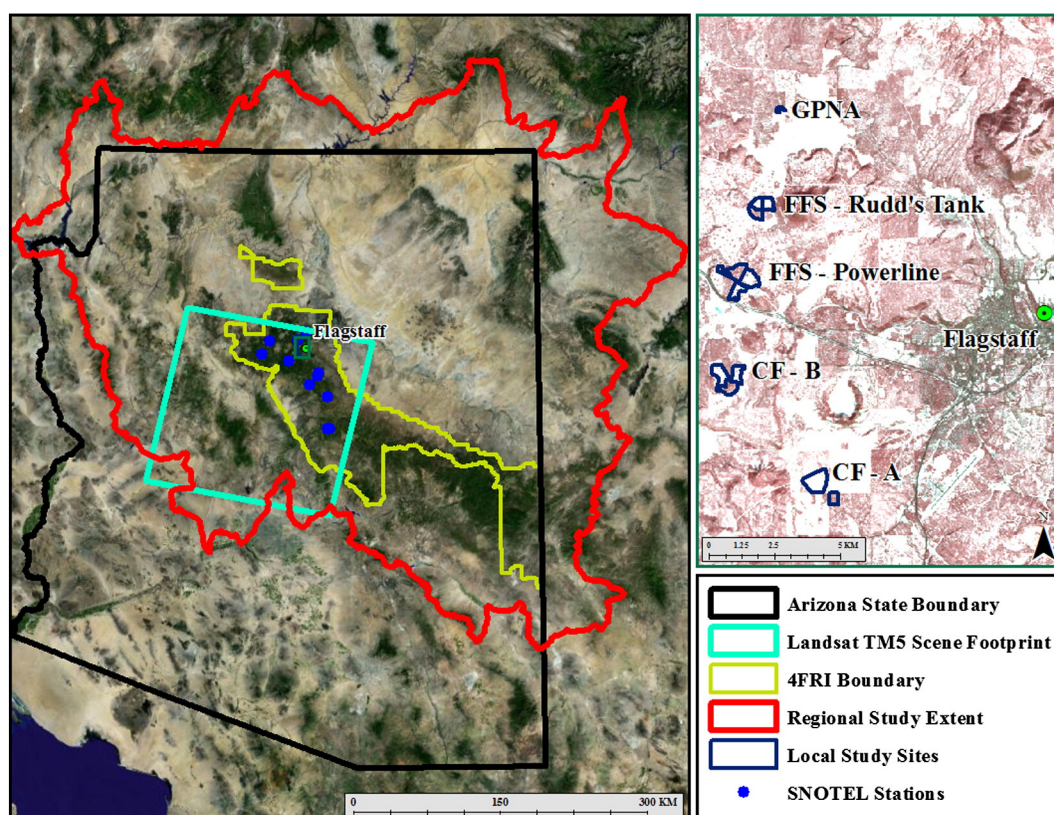 Flagstaff
0
150
300 KM
GPNA
FFS - Rudd's Tank
FFS - Powerline
Flagstaff
CF - B
CF - A
N
0 1.25 2.5 5 KM
Arizona State Boundary
Landsat TM5 Scene Footprint
4FRI Boundary
Regional Study Extent
Local Study Sites
SNOTEL Stations